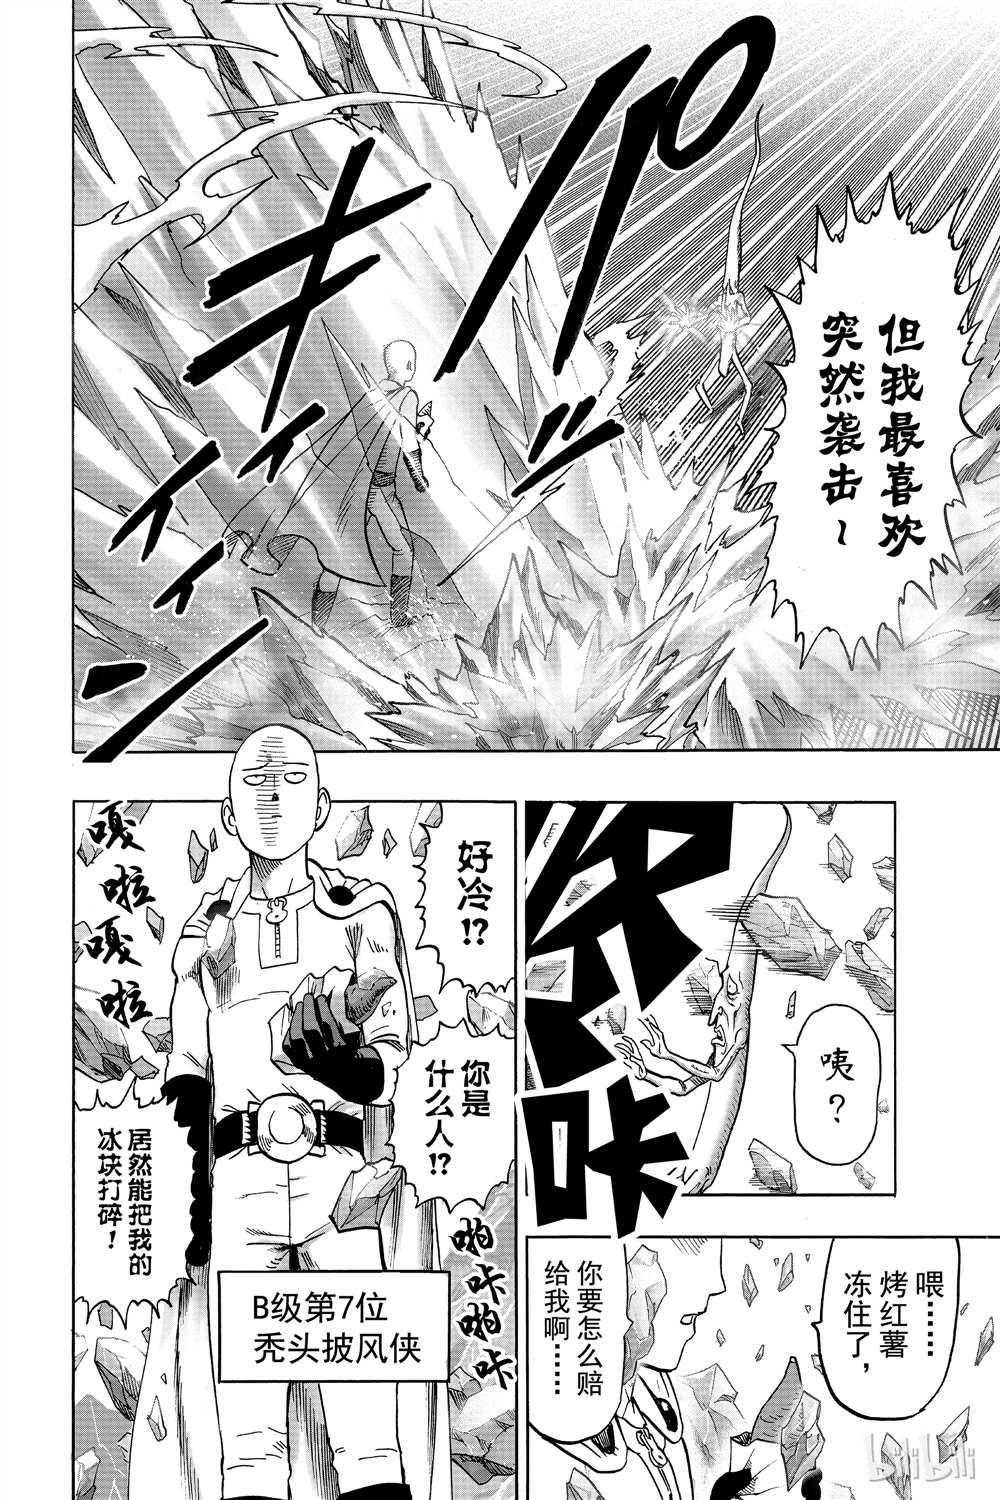 但我最喜欢
突然袭击~
パキィン
咔
咦？
喂……
烤红薯
冻住了，
你要怎么赔
给我啊……
好冷！？
你是
什么人！？
居然能把我的
冰块打碎！
嘎啦嘎啦
啪咔啪咔
B级第7位
秃头披风侠
bilibili